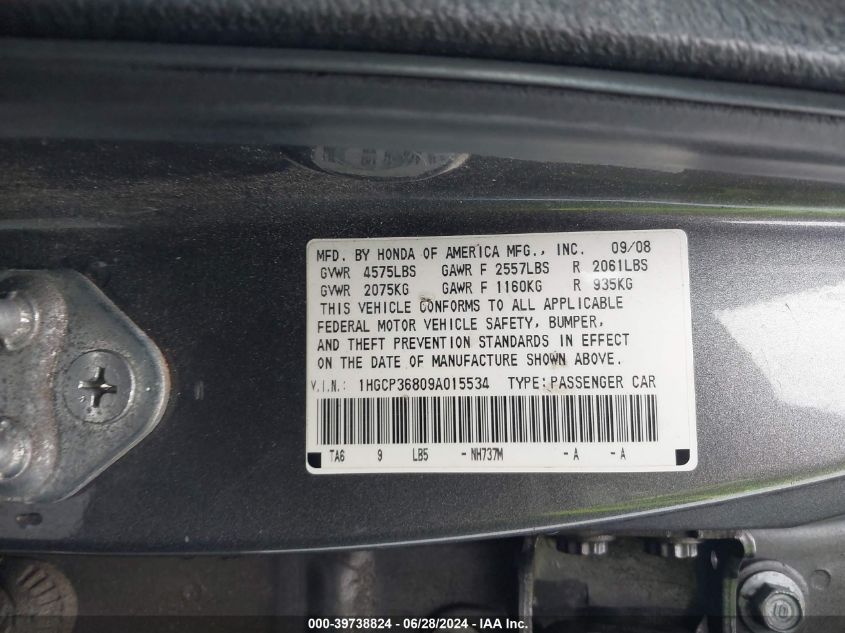 MFD. BY HONDA OF AMERICA MFG., INC. 09/08
GVWR 4575LBS GAWR F 2557LBS R 2061LBS
GVWR 2075KG GAWR F 1160KG R 935KG
THIS VEHICLE CONFORMS TO ALL APPLICABLE
FEDERAL MOTOR VEHICLE SAFETY, BUMPER,
AND THEFT PREVENTION STANDARDS IN EFFECT
ON THE DATE OF MANUFACTURE SHOWN ABOVE.
V.I.N.: 1HGCP36809A015534 TYPE: PASSENGER CAR
TA6 9 LB5 - NH737M - A - A
10
000-39738824 - 06/28/2024 - IAA Inc.